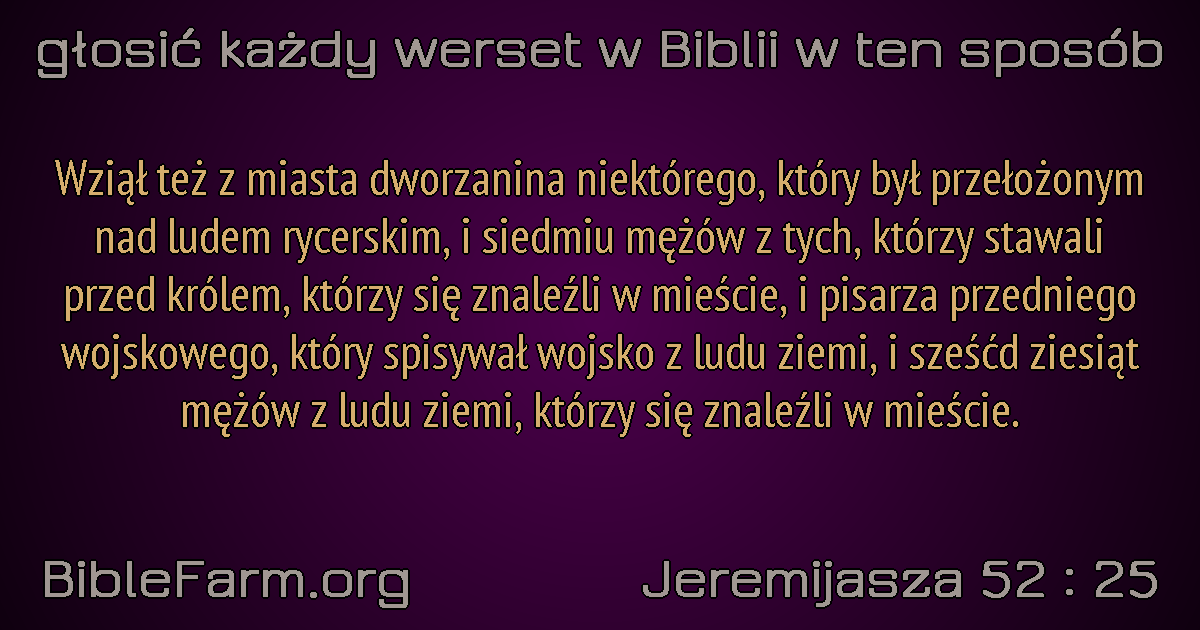 głosić każdy werset w Biblii w ten sposób
Wziął też z miasta dworzanina niektórego, który był przełożonym
nad ludem rycerskim, i siedmiu mężów z tych, którzy stawali
przed królem, którzy się znaleźli w mieście, i pisarza przedniego
wojskowego, który spisywał wojsko z ludu ziemi, i sześćd ziesiąt
mężów z ludu ziemi, którzy się znaleźli w mieście.
BibleFarm.org
Jeremijasza 52 : 25